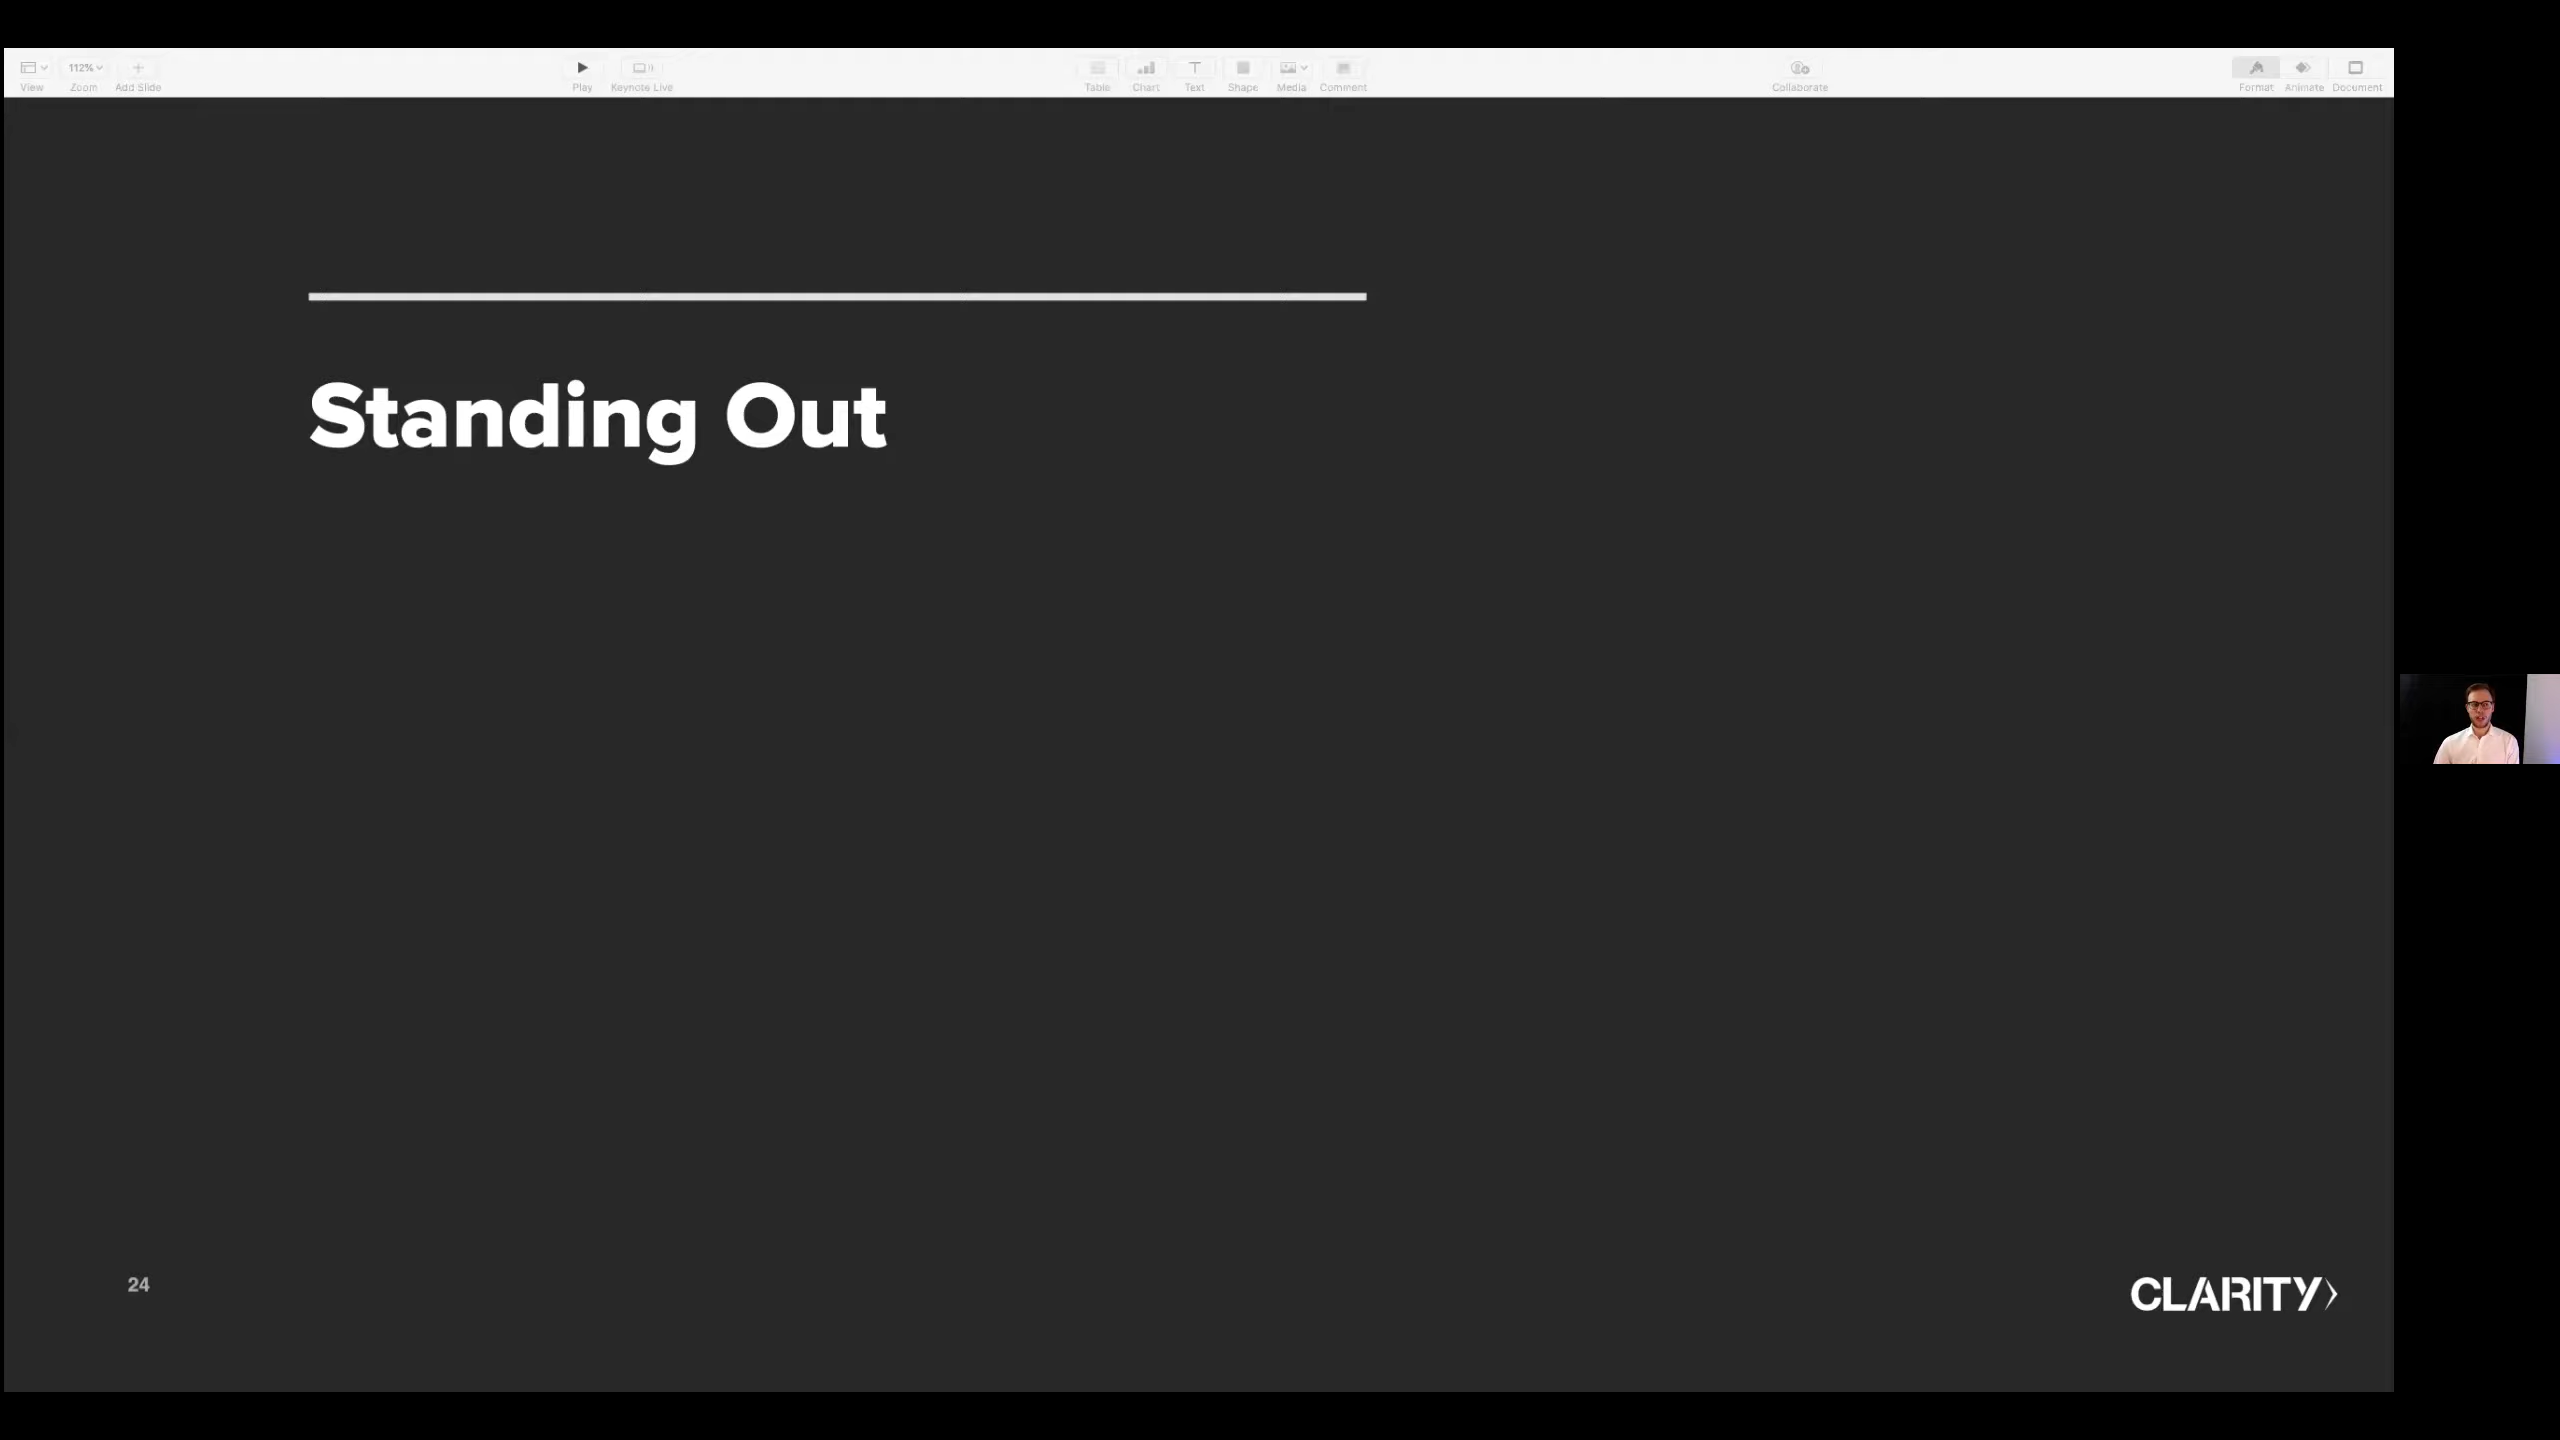 112%
View Zoom Add Slide Play Keynote Live Table Chart Text Shape Media Comment Collaborate Format Animate Document
Standing Out
24
CLARITY